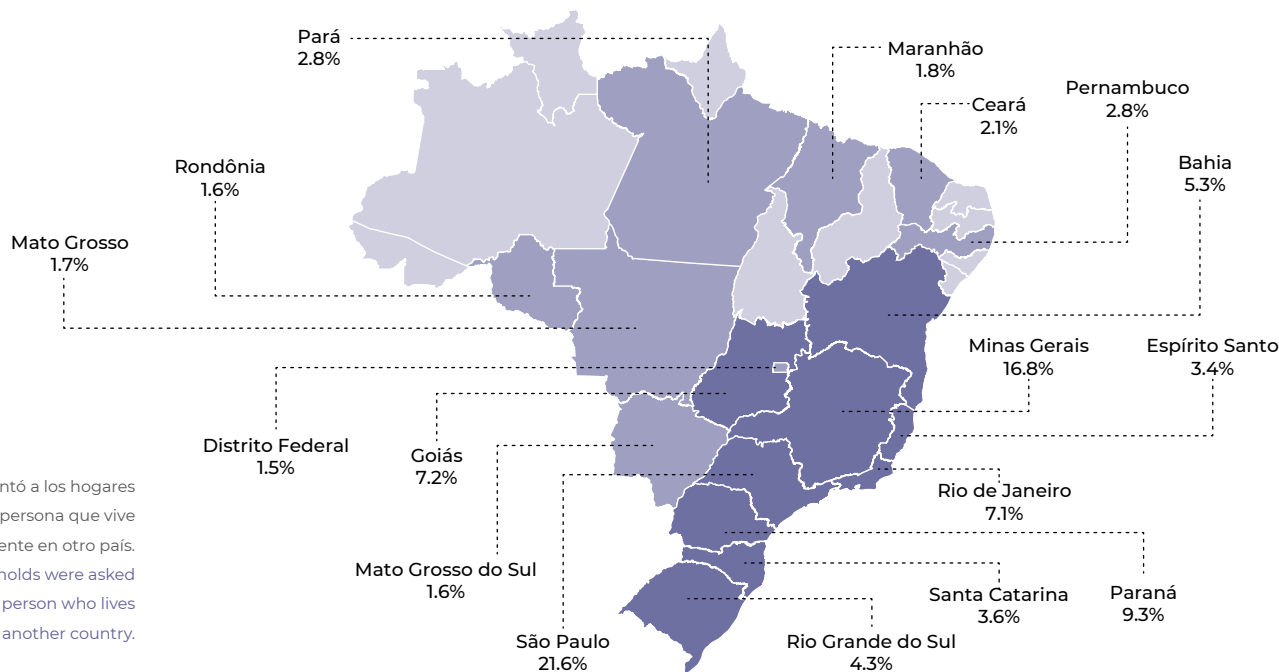 Pará
2.8%
Maranhão
1.8%
Pernambuco
2.8%
Ceará
2.1%
Rondônia
1.6%
Bahia
5.3%
Mato Grosso
1.7%
Minas Gerais
16.8%
Espírito Santo
3.4%
Distrito Federal
1.5%
Goiás
7.2%
Rio de Janeiro
7.1%
Mato Grosso do Sul
1.6%
Santa Catarina
3.6%
Paraná
9.3%
São Paulo
21.6%
Rio Grande do Sul
4.3%
a los hogares
persona que vive
en otro país.
were asked
person who lives
another country.